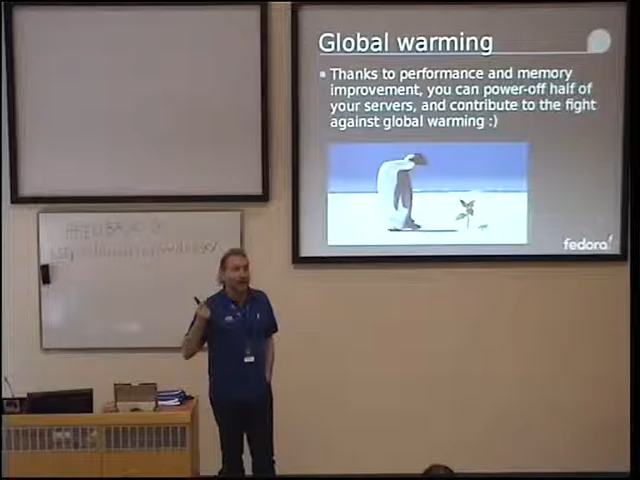 Global warming
Thanks to performance and memory
improvement, you can power-off half of
your servers, and contribute to the fight
against global warming :)
fedora
FEEDBACK @